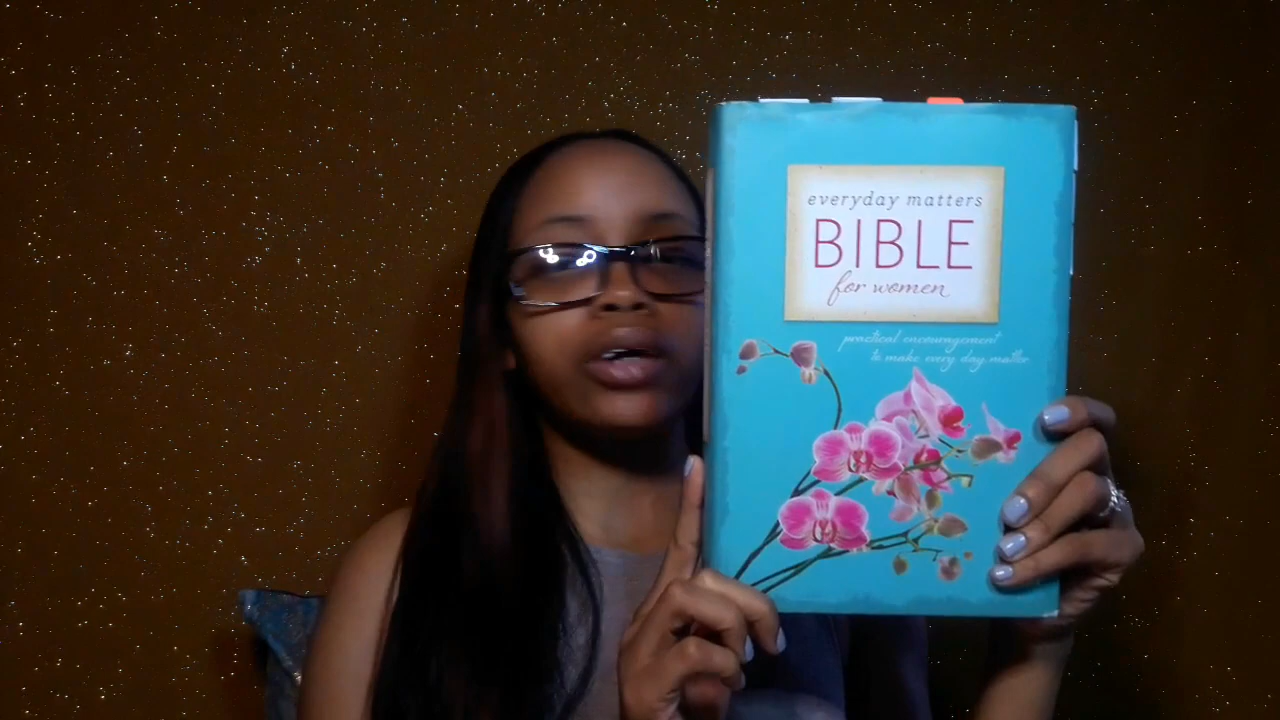 everyday matters
BIBLE
for women
practical encouragement
to make every day matter